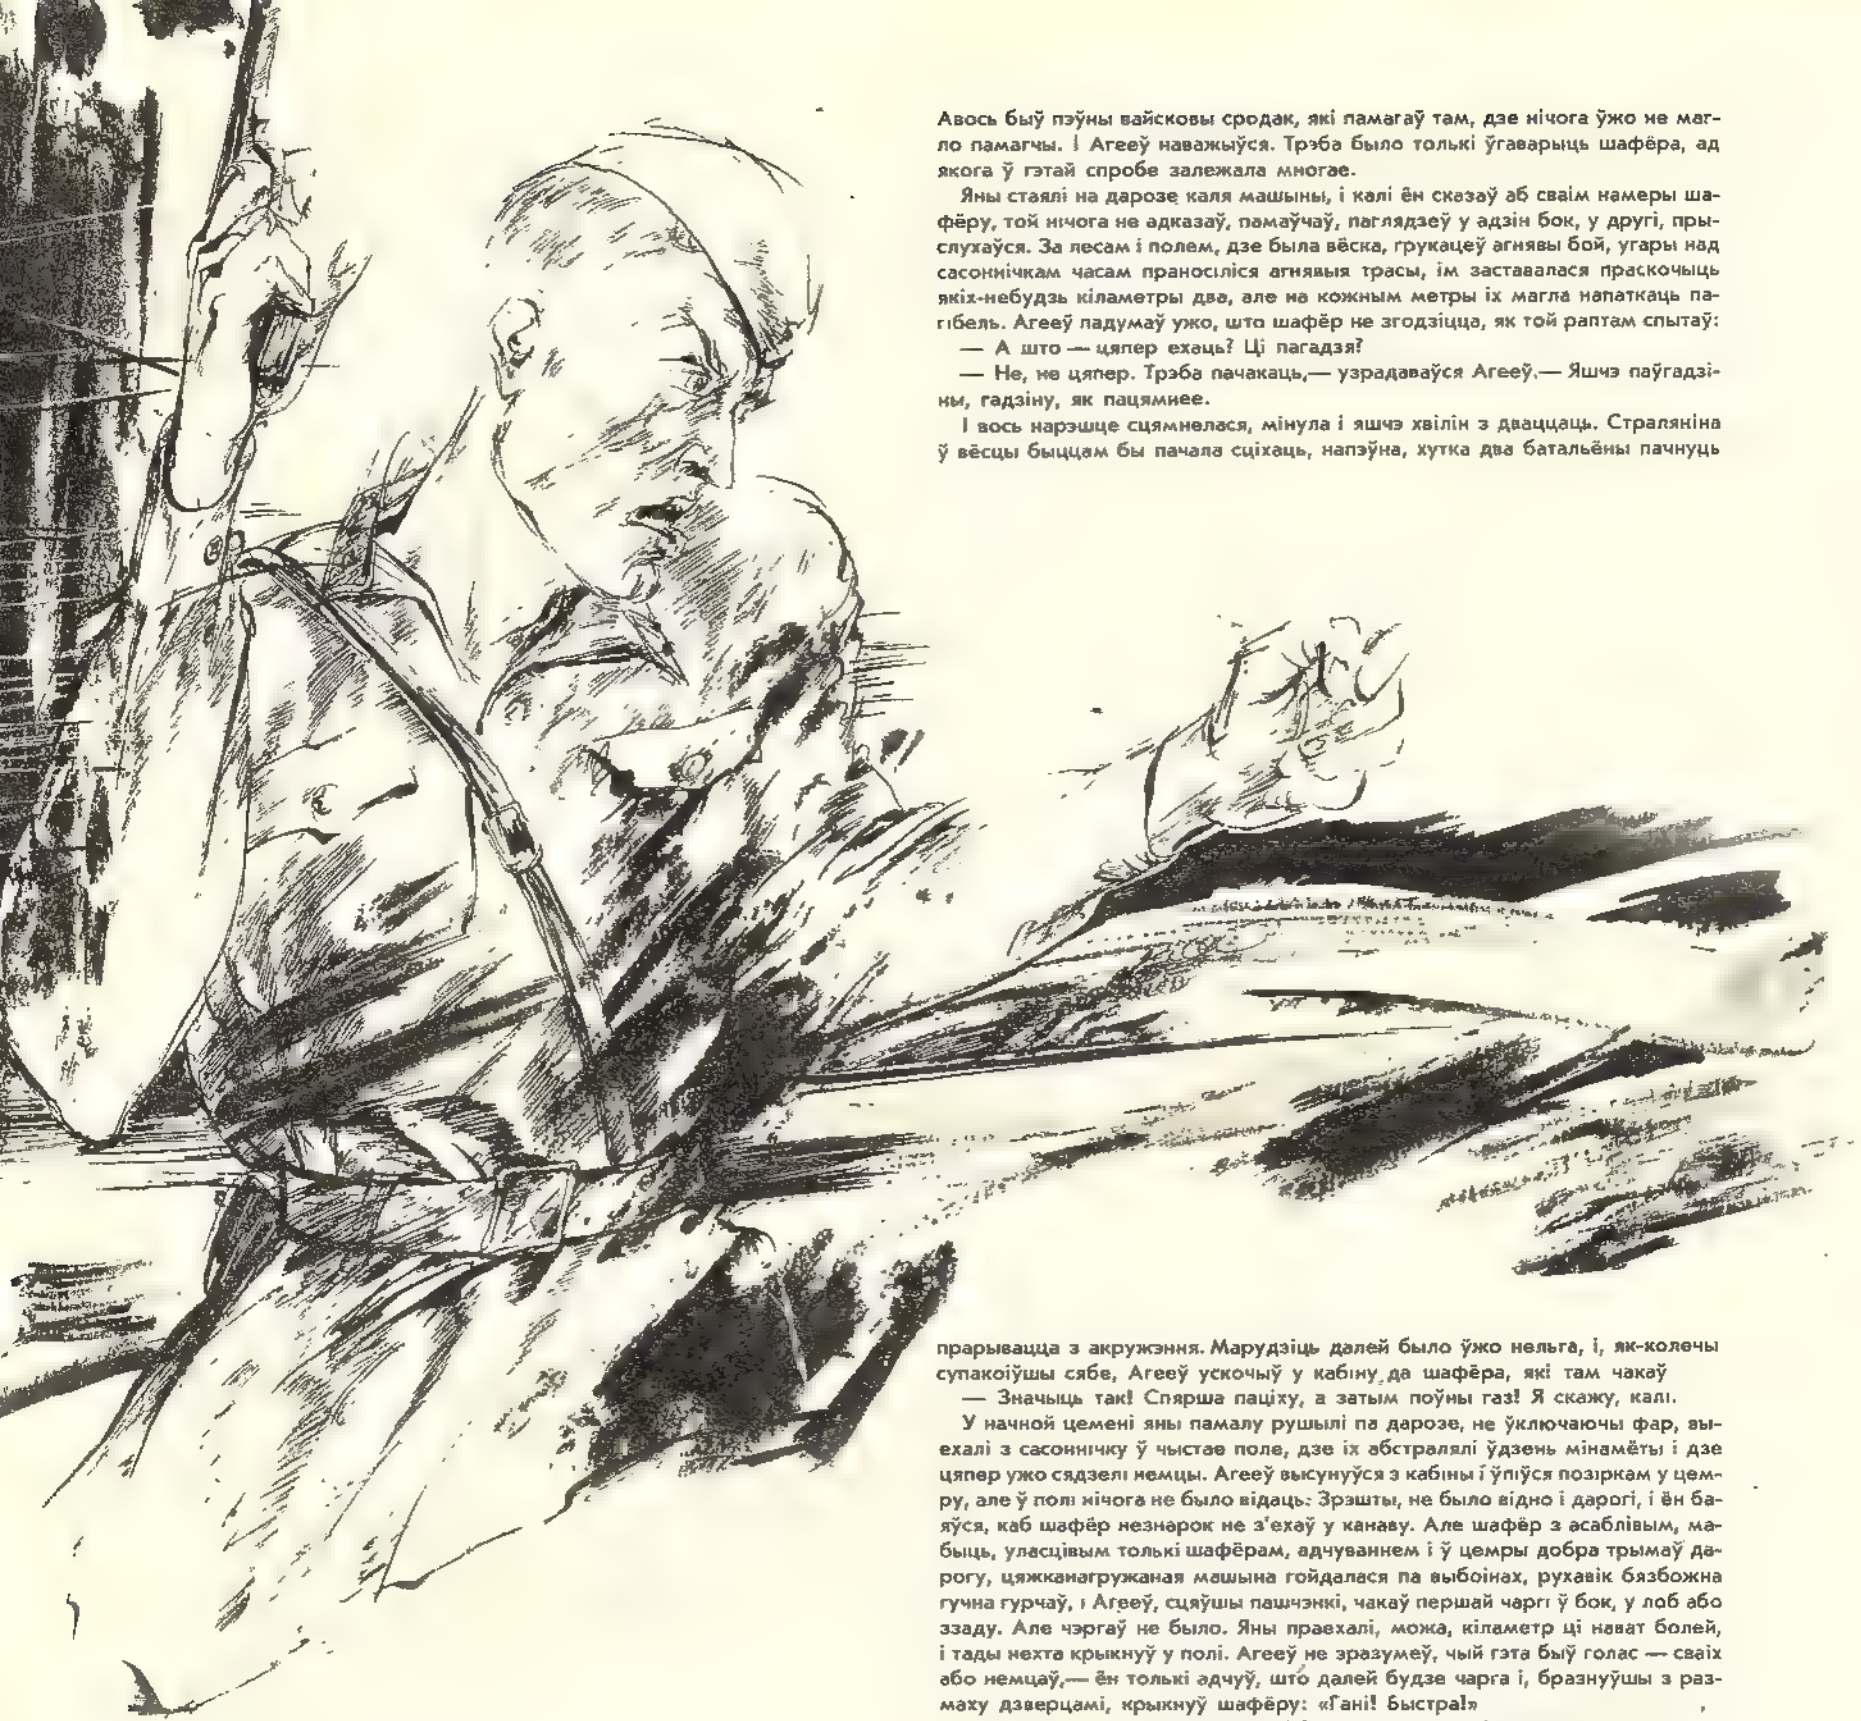 Авось быў пэўны вайсковы сродак, які памагаў там, дзе нічога ўжо не маг-
ло памагчы. І Агееў наважыўся. Трэба было толькі ўгаварыць шафёра, ад
якога ў гэтай спробе залежала многае.
Яны стаялі на дарозе каля машыны, і калі ён сказаў аб сваім намеры ша-
фёру, той нічога не адказаў, памаўчаў, паглядзеў у адзін бок, у другі, пры-
слухаўся. За лесам і полем, дзе была вёска, грукацеў агнявы бой, угары над
сасоннічкам часам праносіліся агнявыя трасы, ім заставалася праскочыць
якіх-небудзь кіламетры два, але на кожным метры іх магла напаткаць па-
гібель. Агееў падумаў ужо, што шафёр не згодзіцца, як той раптам спытаў:
— А што — цяпер ехаць? Ці пагадзя?
— Не, не цяпер. Трэба пачакаць,— узрадаваўся Агееў.— Яшчэ паўгадзі-
ны, гадзіну, як пацямнее.
І вось нарэшце сцямнелася, мінула і яшчэ хвілін з дваццаць. Страляніна
ў вёсцы быццам бы пачала сціхаць, напэўна, хутка два батальёны пачнуць
прарывацца з акружэння. Марудзіць далей было ўжо нельга, і, як-колечы
супакоіўшы сябе, Агееў ускочыў у кабіну да шафёра, які там чакаў
— Значыць так! Спярша паціху, а затым поўны газ! Я скажу, калі.
У начной цемені яны памалу рушылі па дарозе, не ўключаючы фар, вы-
ехалі з сасоннічку ў чыстае поле, дзе іх абстралялі ўдзень мінамёты і дзе
цяпер ужо сядзелі немцы. Агееў высунуўся з кабіны і ўпіўся позіркам у цем-
ру, але ў полі нічога не было відаць. Зрэшты, не было відно і дарогі, і ён ба-
яўся, каб шафёр незнарок не з'ехаў у канаву. Але шафёр з асаблівым, ма-
быць, уласцівым толькі шафёрам, адчуваннем і ў цемры добра трымаў да-
рогу, цяжканагружаная машына гойдалася па выбоінах, рухавік бязбожна
гучна гурчаў, і Агееў, сцяўшы пашчэнкі, чакаў першай чаргі ў бок, у лоб або
ззаду. Але чэргаў не было. Яны праехалі, можа, кіламетр ці нават болей,
і тады нехта крыкнуў у полі. Агееў не зразумеў, чый гэта быў голас — сваіх
або немцаў,— ён толькі адчуў, што далей будзе чарга і, бразнуўшы з раз-
маху дзверцамі, крыкнуў шафёру: «Гані! Быстра!»